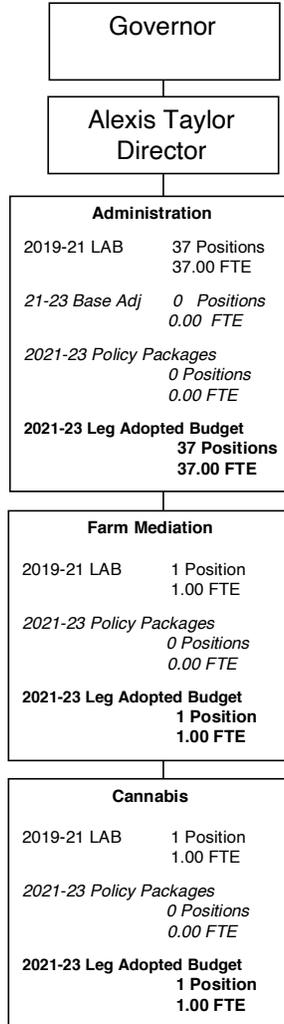 Governor
Alexis Taylor
Director
Administration
2019-21 LAB 37 Positions
37.00 FTE
21-23 Base Adj 0 Positions
0.00 FTE
2021-23 Policy Packages
0 Positions
0.00 FTE
2021-23 Leg Adopted Budget
37 Positions
37.00 FTE
Farm Mediation
2019-21 LAB 1 Position
1.00 FTE
2021-23 Policy Packages
0 Positions
0.00 FTE
2021-23 Leg Adopted Budget
1 Position
1.00 FTE
Cannabis
2019-21 LAB 1 Position
1.00 FTE
2021-23 Policy Packages
0 Positions
0.00 FTE
2021-23 Leg Adopted Budget
1 Position
1.00 FTE